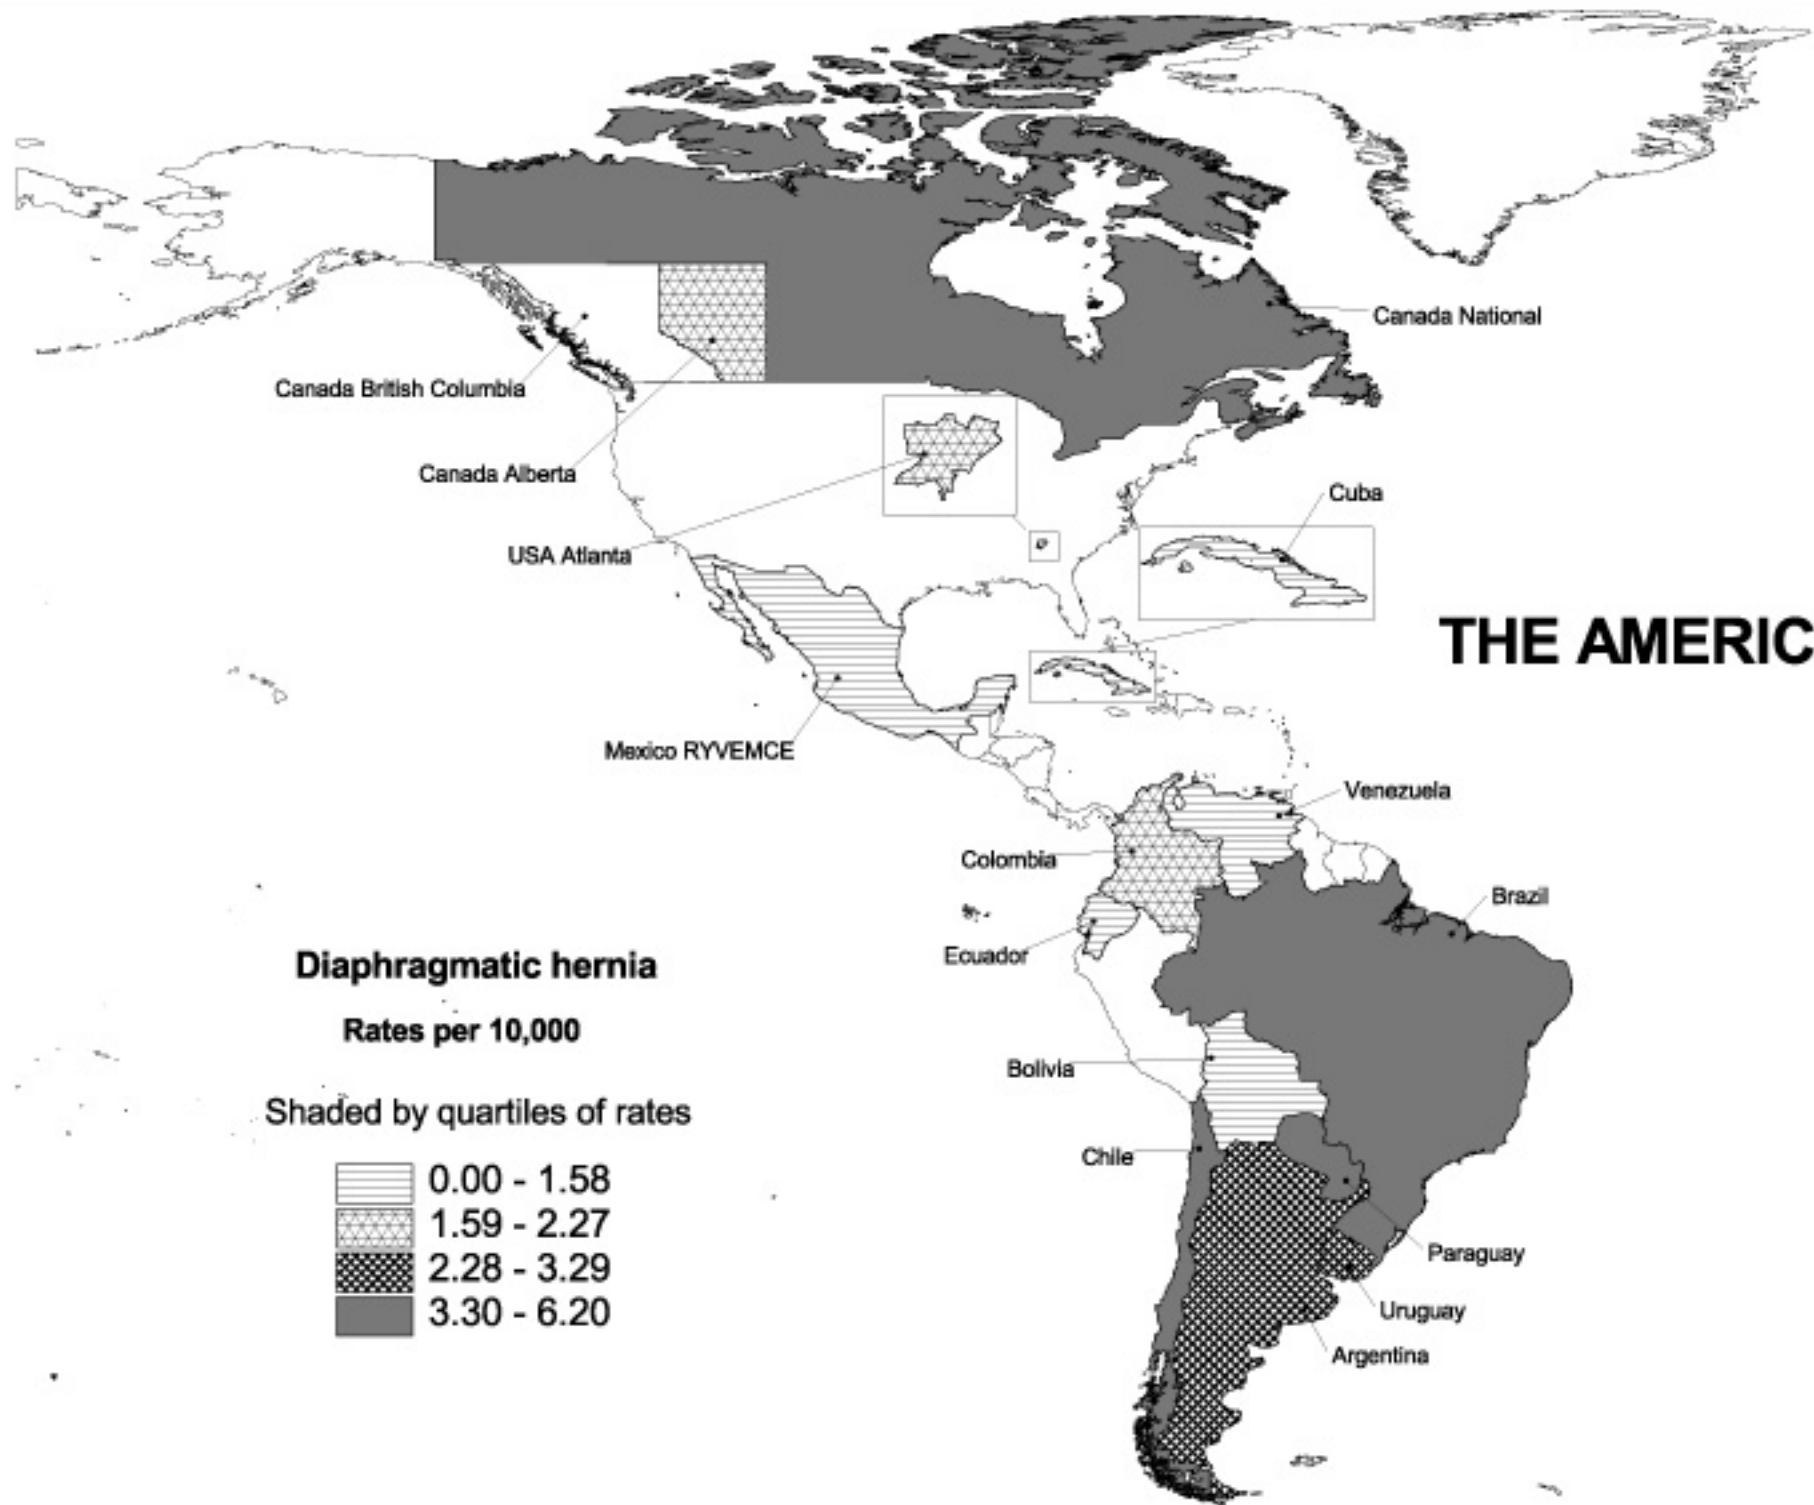 Canada National
Canada British Columbia
Canada Alberta
Cuba
USA Atlanta
THE AMERIC
Mexico RYVEMCE
Venezuela
Colombia
Brazil
Ecuador
Diaphragmatic hernia
Rates per 10,000
Bolivia
Shaded by quartiles of rates
Chile
0.00 - 1.58
1.59 - 2.27
2.28 - 3.29
3.30 - 6.20
Paraguay
Uruguay
Argentina